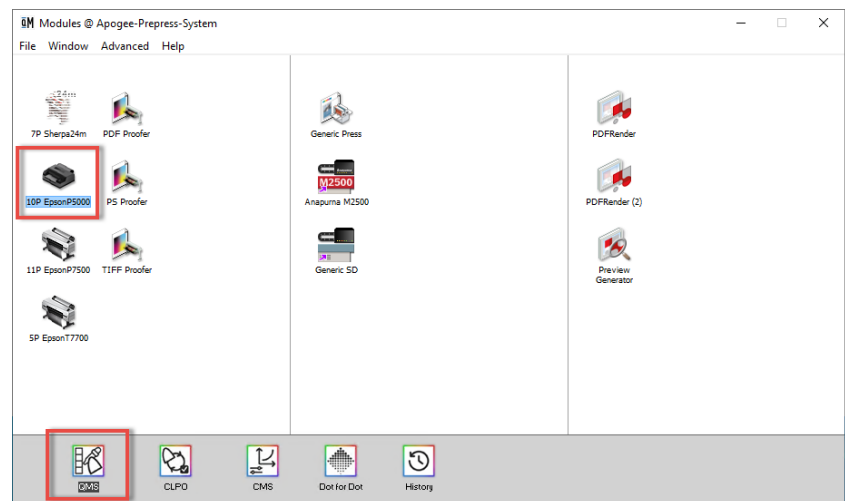 QM Modules @ Apogee-Prepress-System
File Window Advanced Help
7P Sherpa24m
PDF Proofer
Generic Press
PDFRender
10P EpsonP5000
PS Proofer
M2500
Anapurna M2500
PDFRender (2)
11P EpsonP7500
TIFF Proofer
Generic SD
Preview
Generator
5P EpsonT7700
QMS
CLPO
CMS
Dot for Dot
History